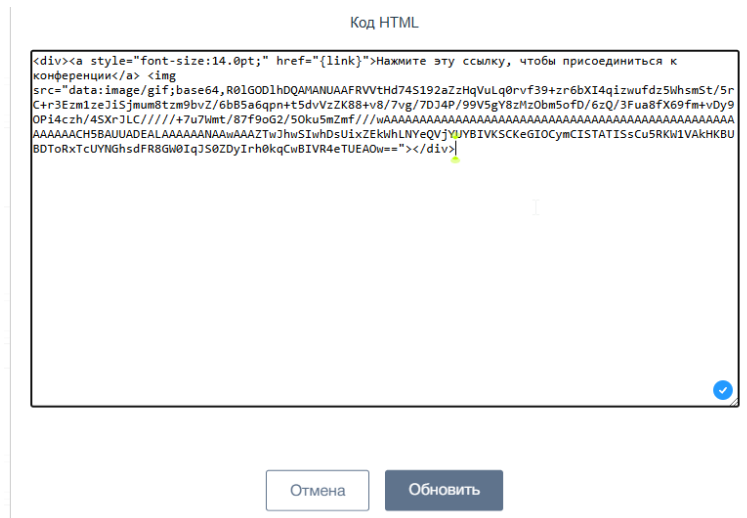 Код HTML
<div><a style="font-size:14.0pt;" href="{link}">Нажмите эту ссылку, чтобы присоединиться к
конференции</a> <img
src="data:image/gif;base64,R0lGODlhDQAMANUAAFRVVtHd74S192aZzHqVuLq0rvf39+zr6bXI4qizwufdz5WhsmSt/5r
C+r3Ezm1zeJiSjmum8tzm9bvZ/6bB5a6qpn+t5dvVzZK88+v8/7vg/7DJ4P/99V5gY8zMzObm5ofD/6zQ/3Fua8fX69fm+vDy9
OPi4czh/4SXrJLC/////+7u7Wmt/87f9oG2/5Oku5mZmf///wAAAAAAAAAAAAAAAAAAAAAAAAAAAAAAAAAAAAAAAAAAAAAAAAA
AAAAAACH5BAUUADEALAAAAAANAAwAAAZTwJhwSIwhDsUixZEkWhLNYeQVjYUYBIVKSCKeGIOCymCISTATISsCu5RKW1VAkHKBU
BDToRxTcUYNGhsdFR8GW0IqJS0ZDyIrh0kqCwBIVR4eTUEAOw=="></div>
Отмена
Обновить